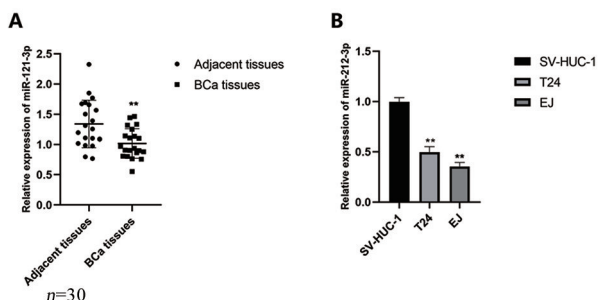 A
Relative expression of miR-121-3p
2.5
2.0
1.5
1.0
0.5
0.0
**
Adjacent tissues
BCa tissues
Adjacent tissues
BCa tissues
n=30
B
Relative expression of miR-212-3p
1.5
1.0
0.5
0.0
**
**
SV-HUC-1
T24
EJ
SV-HUC-1
T24
EJ